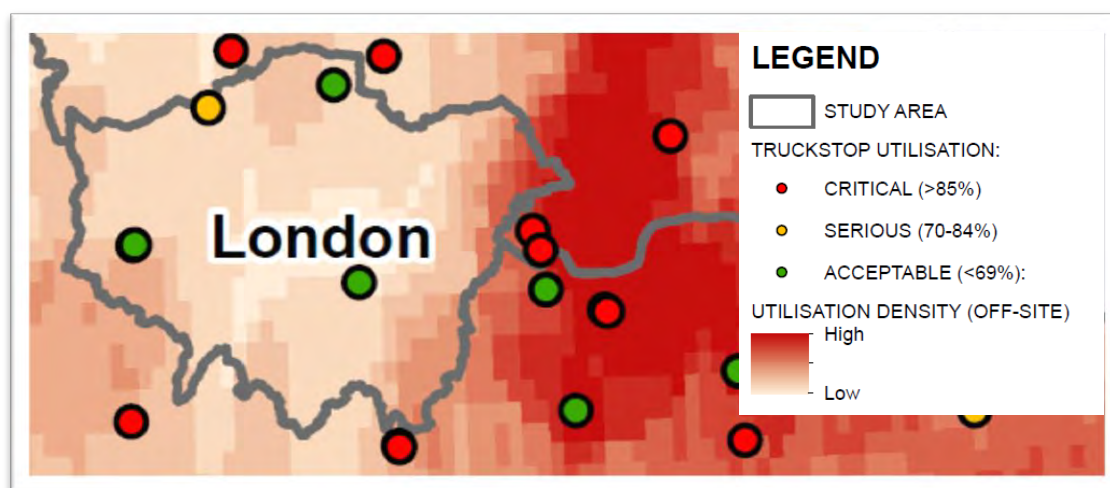 London
LEGEND
STUDY AREA
TRUCKSTOP UTILISATION:
CRITICAL (>85%)
SERIOUS (70-84%)
ACCEPTABLE (<69%):
UTILISATION DENSITY (OFF-SITE)
High
Low